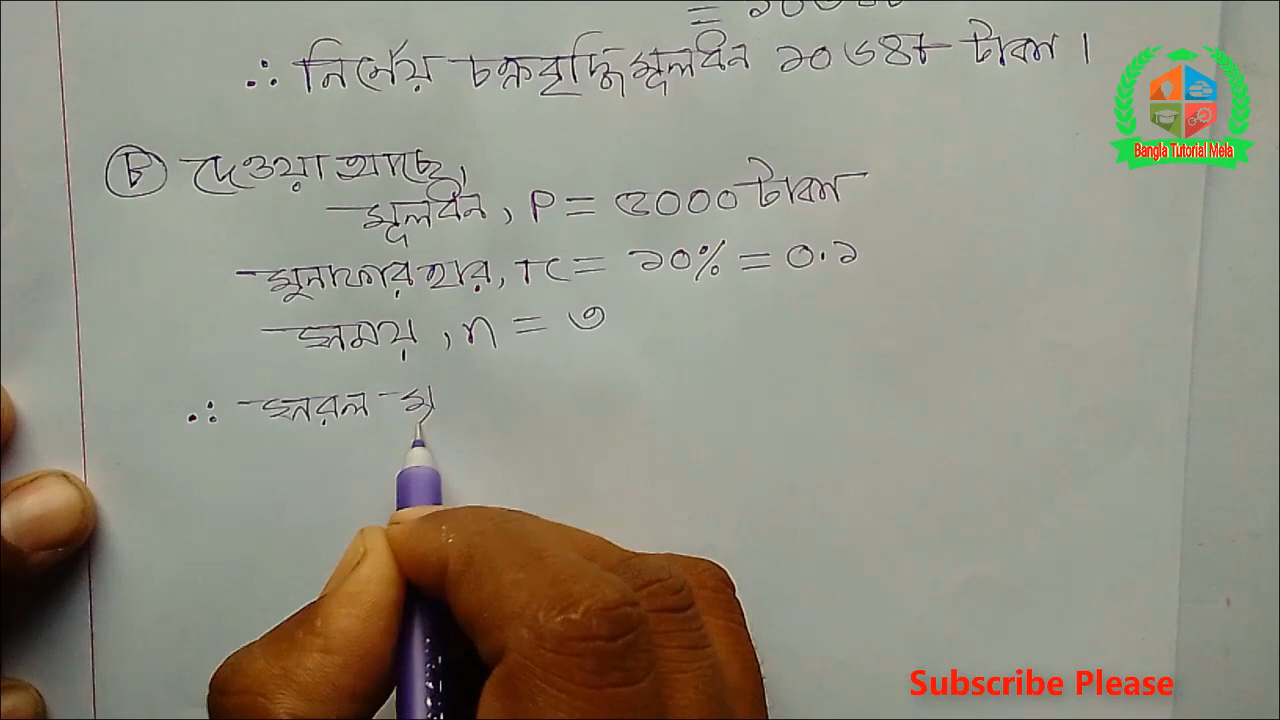 = ১০৬৪৮
∴ নির্ণেয় চক্রবৃদ্ধি মূলধন ১০৬৪৮ টাকা।
Bangla Tutorial Mela
দেওয়া আছে,
মূলধন, P = ৫০০০ টাকা
মুনাফার হার, r = ১০% = ০.১
সময়, n = ৩
∴ সরল মু
Subscribe Please